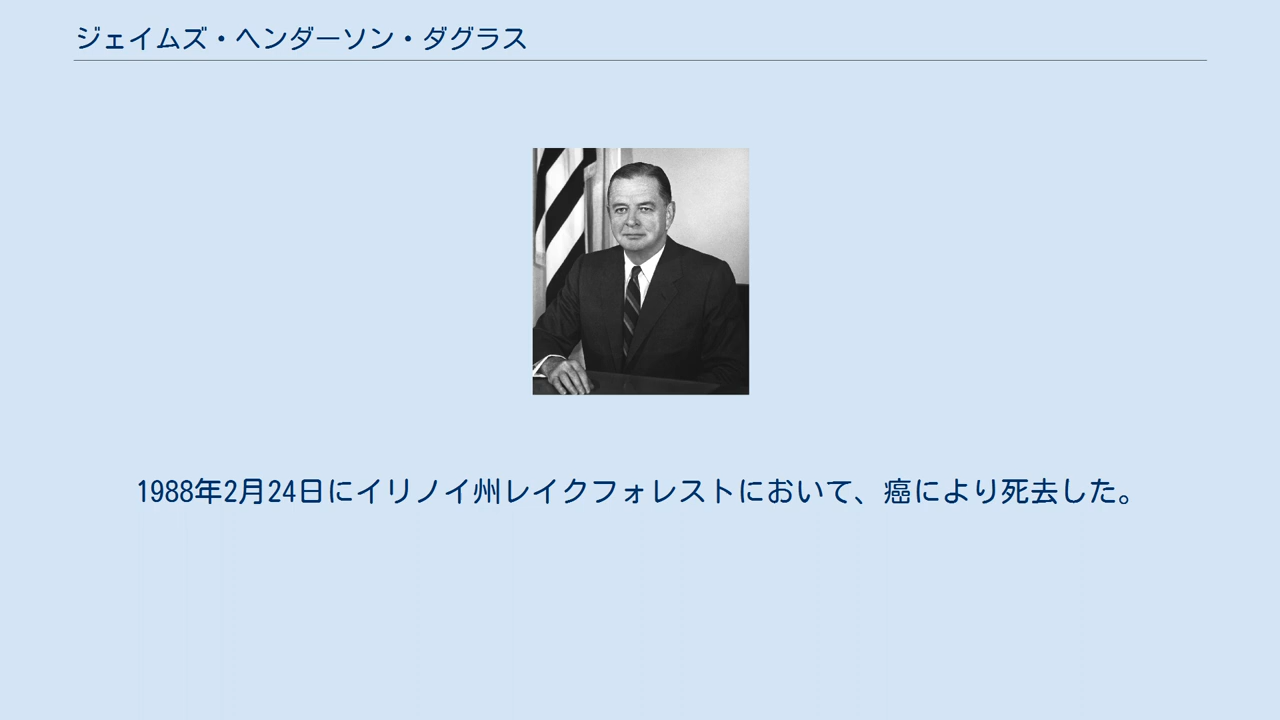 ジェイムズ・ヘンダーソン・ダグラス
1988年2月24日にイリノイ州レイクフォレストにおいて、癌により死去した。